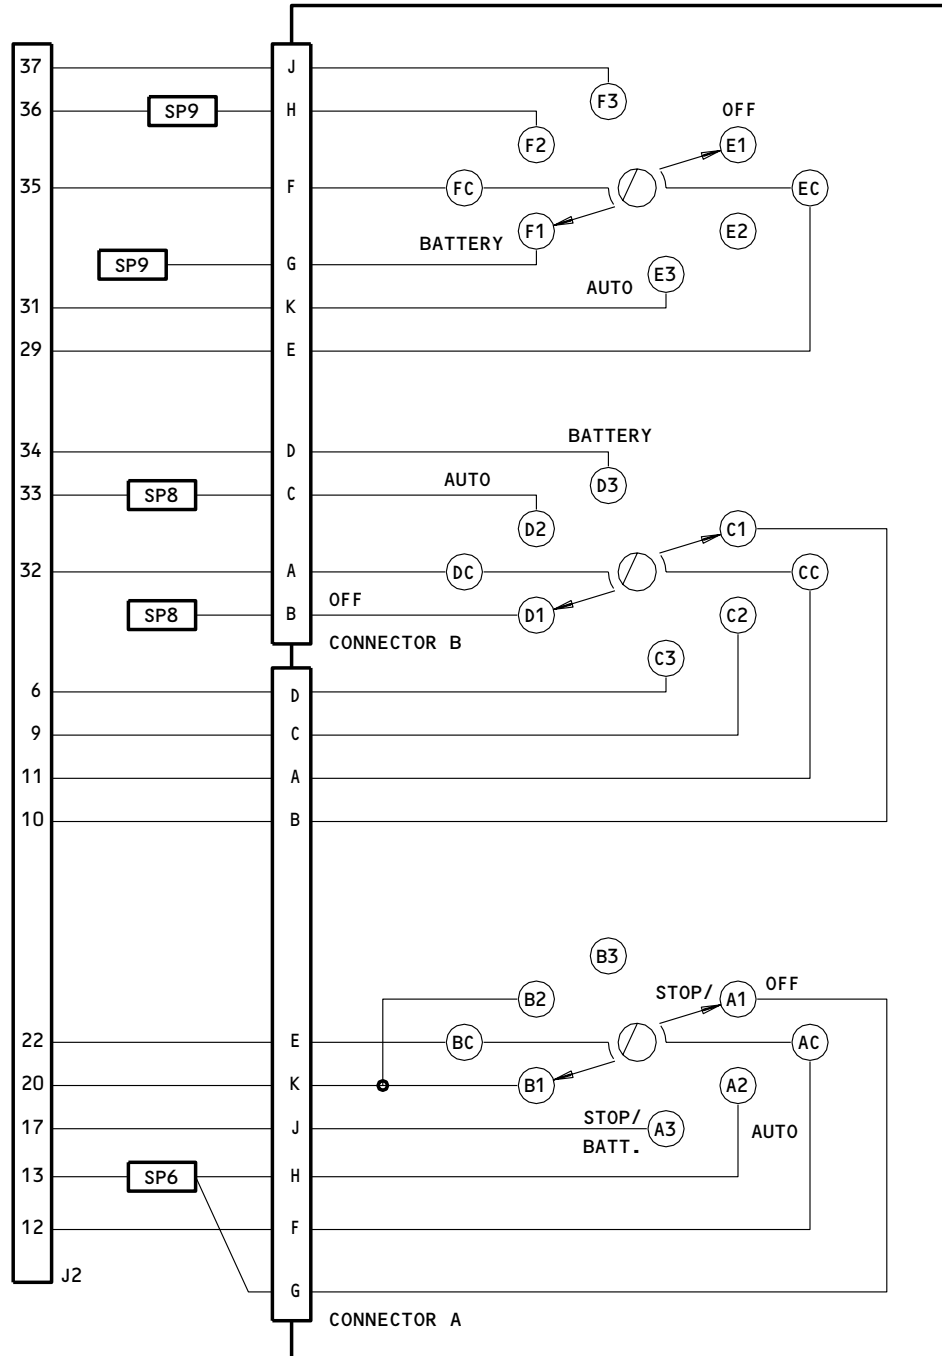 37 J
F3
36 SP9 H
OFF
F2 E1
35 F FC EC
F1 E2
BATTERY
SP9 G
E3
AUTO
31 K
29 E
BATTERY
34 D
AUTO D3
33 SP8 C
D2 C1
32 A DC CC
OFF
SP8 B D1 C2
CONNECTOR B
C3
6 D
9 C
11 A
10 B
B3
OFF
STOP/
B2 A1
22 E BC AC
20 K B1 A2
STOP/
17 J A3 AUTO
BATT.
13 SP6 H
12 F
J2
G
CONNECTOR A